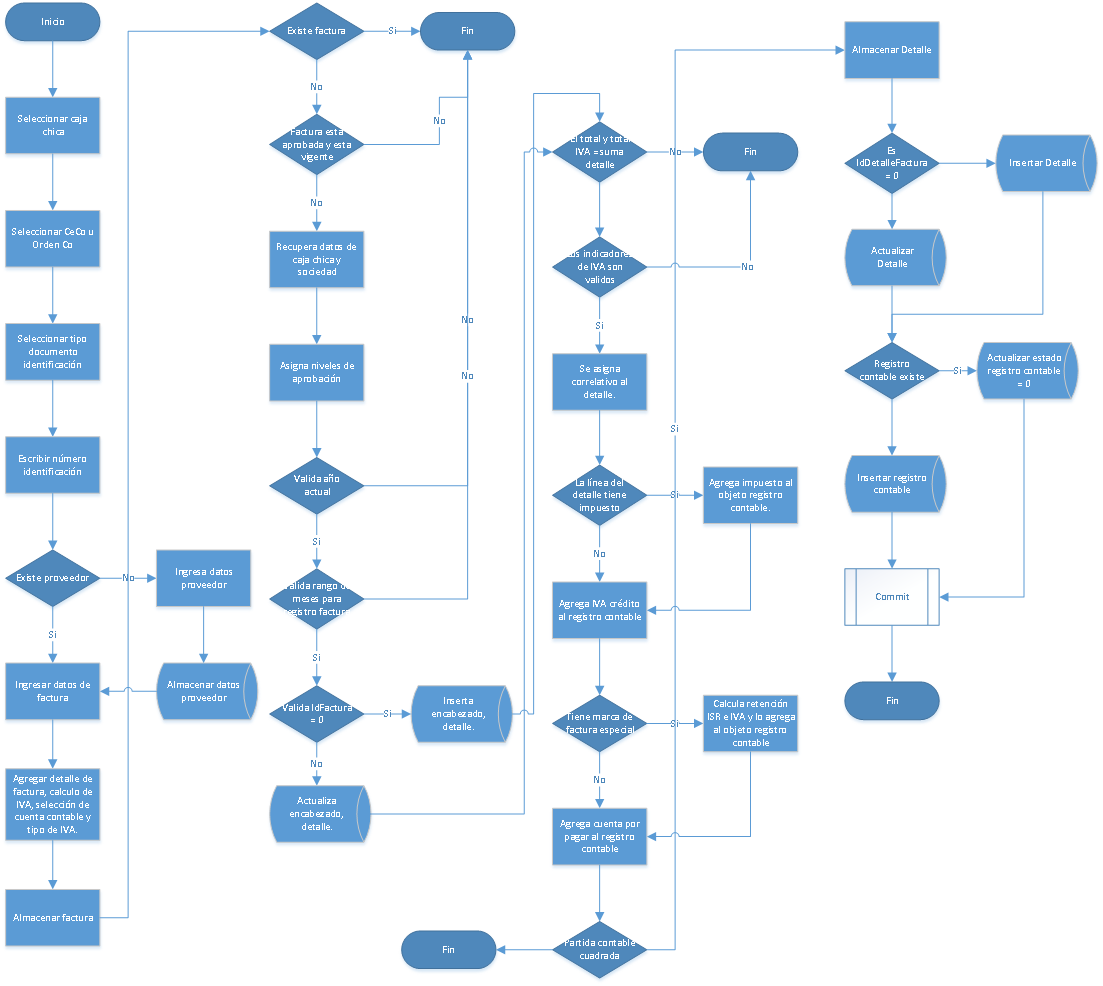 Inicio
Seleccionar caja
chica
Seleccionar CeCo u
Orden Co
Seleccionar tipo
documento
identificación
Escribir número
identificación
Existe proveedor
No
Ingresa datos
proveedor
Si
Ingresar datos de
factura
Almacenar datos
proveedor
Agregar detalle de
factura, calculo de
IVA, selección de
cuenta contable y
tipo de IVA.
Almacenar factura
Existe factura
Si
Fin
No
Factura esta
aprobada y esta
vigente
No
No
Recupera datos de
caja chica y
sociedad
Asigna niveles de
aprobación
No
No
Valida año
actual
Si
valida rango de
meses para
registro factura
Si
Valida IdFactura
= 0
Si
Inserta
encabezado,
detalle.
No
Actualiza
encabezado,
detalle.
El total y total
IVA = suma
detalle
No
Fin
Los indicadores
de IVA son
validos
No
Si
Se asigna
correlativo al
detalle.
La línea del
detalle tiene
impuesto
Si
Agrega impuesto al
objeto registro
contable.
No
Agrega IVA crédito
al registro contable
Tiene marca de
factura especial
Si
Calcula retención
ISR e IVA y lo agrega
al objeto registro
contable
No
Agrega cuenta por
pagar al registro
contable
Partida contable
cuadrada
Fin
Si
Almacenar Detalle
Es
IdDetalleFactura
= 0
Insertar Detalle
Actualizar
Detalle
Registro
contable existe
Si
Actualizar estado
registro contable
= 0
Insertar registro
contable
Commit
Fin